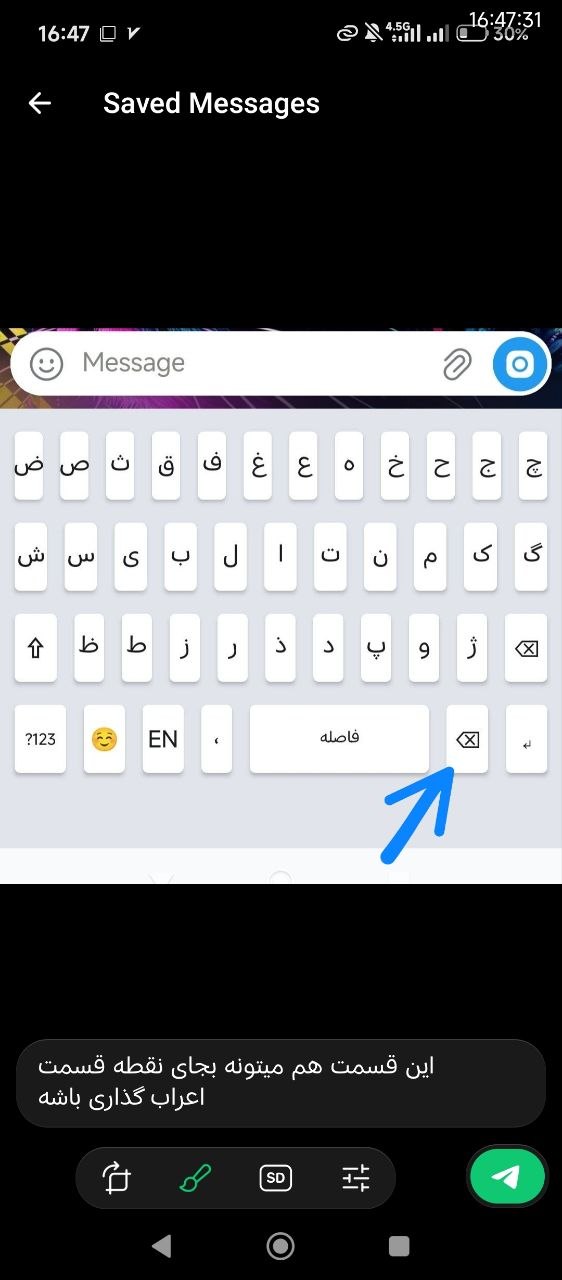 16:47
4.5G
16:47:31
30%
Saved Messages
Message
ض ص ث ق ف غ ع ه خ ح ج چ
ش س ی ب ل ا ت ن م ک گ
ظ ط ز ر ذ د پ و ژ
?123 EN ، فاصله
این قسمت هم میتونه بجای نقطه قسمت
اعراب گذاری باشه
SD